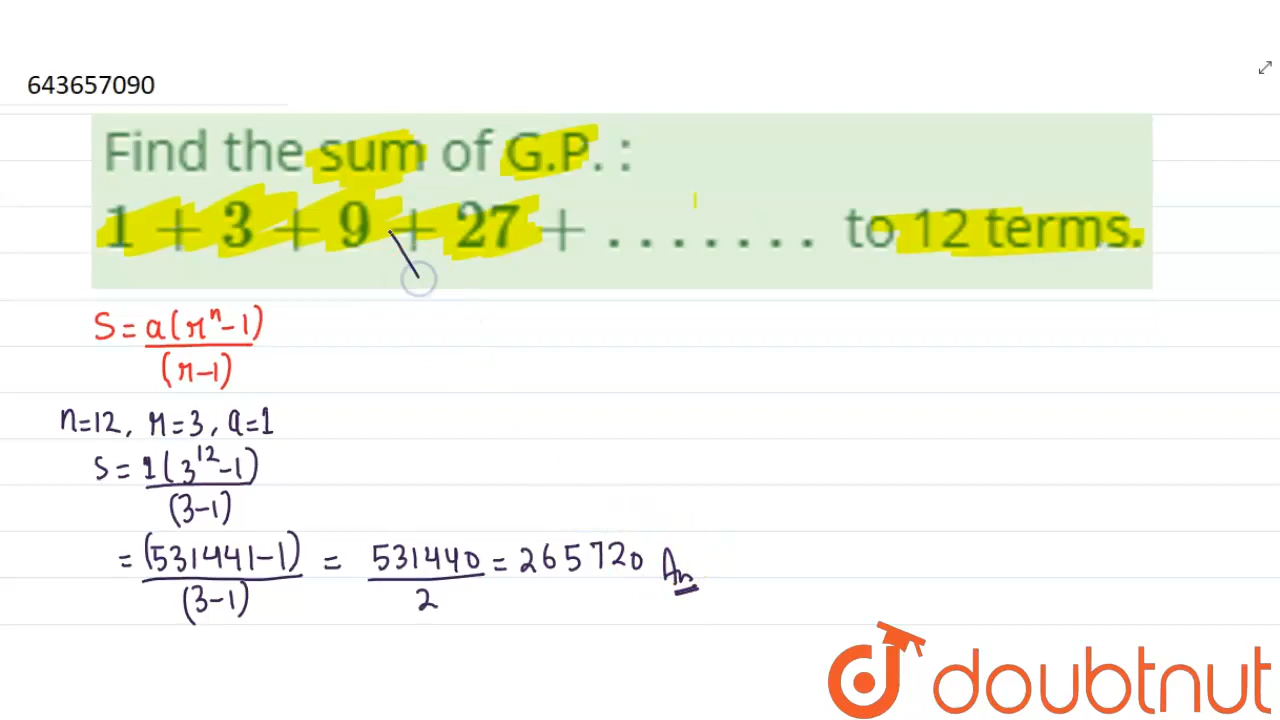 643657090
Find the sum of G.P. :
1 + 3 + 9 + 27 + ....... to 12 terms.
S = a(r^n - 1)
(r-1)
n=12, r=3, a=1
S = 1(3^12 - 1)
(3-1)
= (531441-1) = 531440 = 265720 An
(3-1) 2
doubtnut